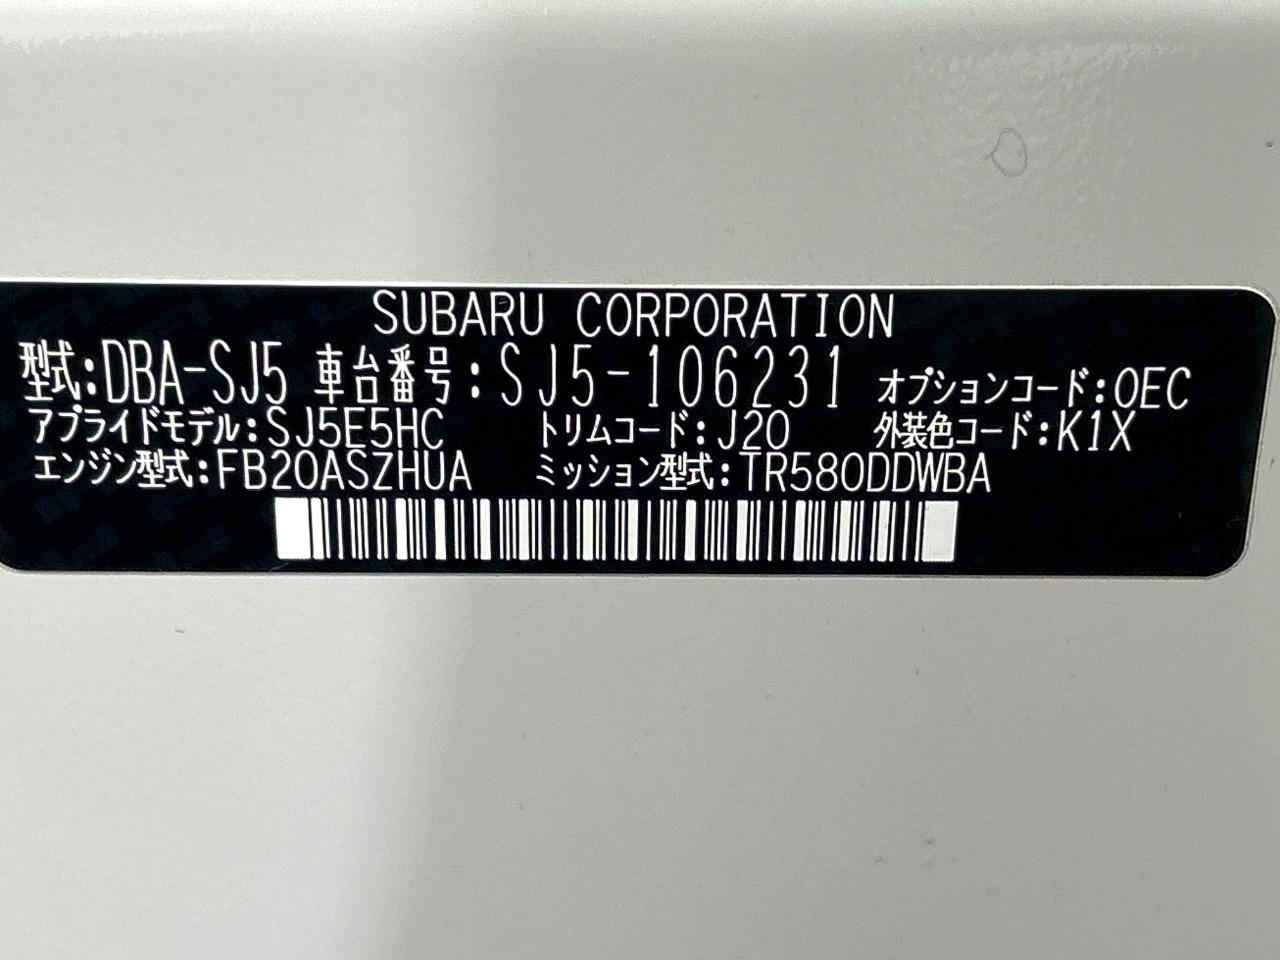 SUBARU CORPORATION
型式:DBA-SJ5 車台番号:SJ5-106231 オプションコード:0EC
アプライドモデル:SJ5E5HC トリムコード:J20 外装色コード:K1X
エンジン型式:FB20ASZHUA ミッション型式:TR580DDWBA